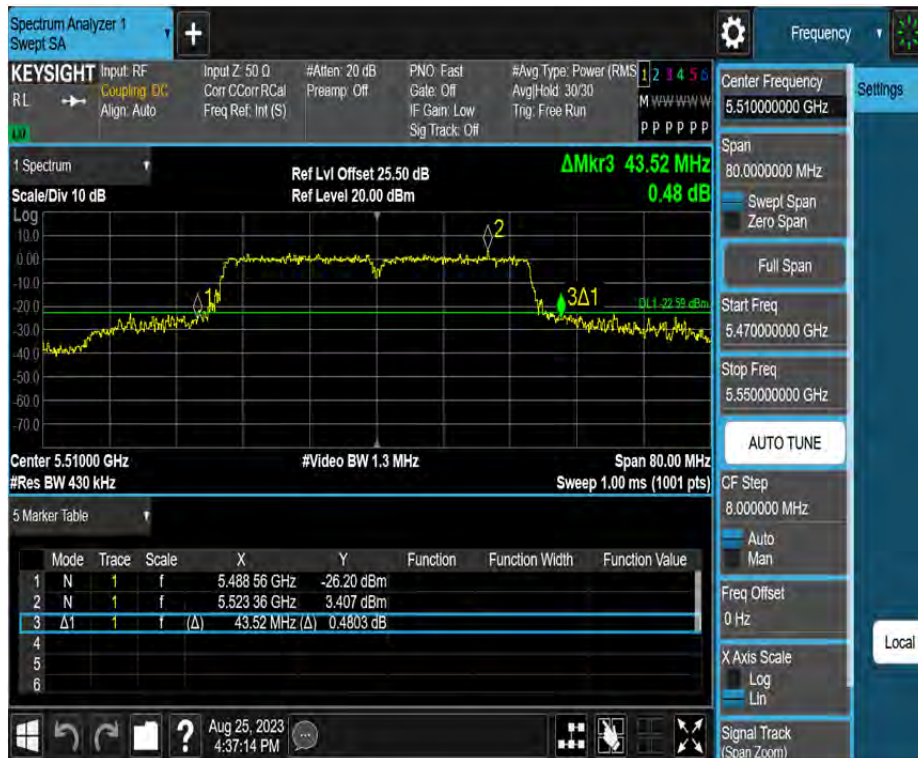 Spectrum Analyzer 1
Swept SA
+
Frequency
KEYSIGHT
RL
Input: RF
Coupling: DC
Align: Auto
Input Z: 50 Ω
Corr CCorr RCal
Freq Ref: Int (S)
#Atten: 20 dB
Preamp: Off
PNO: Fast
Gate: Off
IF Gain: Low
Sig Track: Off
#Avg Type: Power (RMS
Avg|Hold: 30/30
Trig: Free Run
1 2 3 4 5 6
M W W W W W
P P P P P P
1 Spectrum
Scale/Div 10 dB
Ref Lvl Offset 25.50 dB
Ref Level 20.00 dBm
ΔMkr3 43.52 MHz
0.48 dB
Log
10.0
0.00
-10.0
-20.0
-30.0
-40.0
-50.0
-60.0
-70.0
1
2
3Δ1
DL1 -22.59 dBm
Center 5.51000 GHz
#Video BW 1.3 MHz
Span 80.00 MHz
#Res BW 430 kHz
Sweep 1.00 ms (1001 pts)
5 Marker Table
Mode Trace Scale X Y Function Function Width Function Value
1 N 1 f 5.488 56 GHz -26.20 dBm
2 N 1 f 5.523 36 GHz 3.407 dBm
3 Δ1 1 f (Δ) 43.52 MHz (Δ) 0.4803 dB
4
5
6
?
Aug 25, 2023
4:37:14 PM
Center Frequency
5.510000000 GHz
Span
80.0000000 MHz
Swept Span
Zero Span
Full Span
Start Freq
5.470000000 GHz
Stop Freq
5.550000000 GHz
AUTO TUNE
CF Step
8.000000 MHz
Auto
Man
Freq Offset
0 Hz
X Axis Scale
Log
Lin
Signal Track
(Span Zoom)
Settings
Local